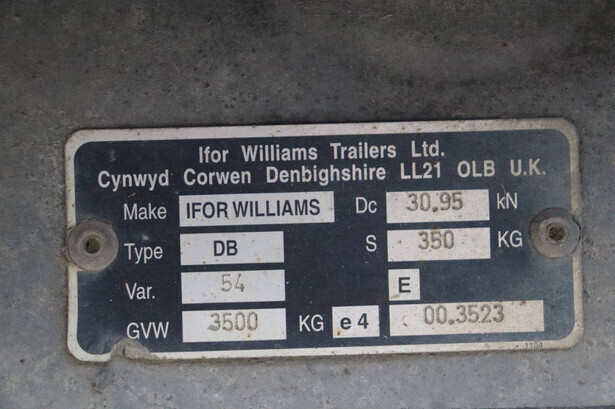 Ifor Williams Trailers Ltd.
Cynwyd Corwen Denbighshire LL21 OLB U.K.
Make IFOR WILLIAMS Dc 30.95 kN
Type DB S 350 KG
Var. 54 E
GVW 3500 KG e4 00.3523